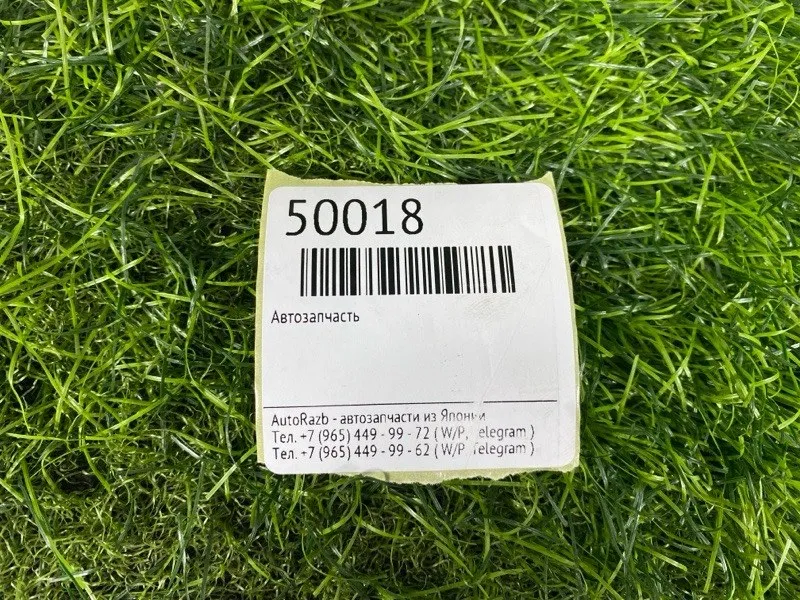 50018
Автозапчасть
AutoRazb - автозапчасти из Японии
Тел. +7 (965) 449 - 99 - 72 ( W/P, Telegram )
Тел. +7 (965) 449 - 99 - 62 ( W/P Telegram )